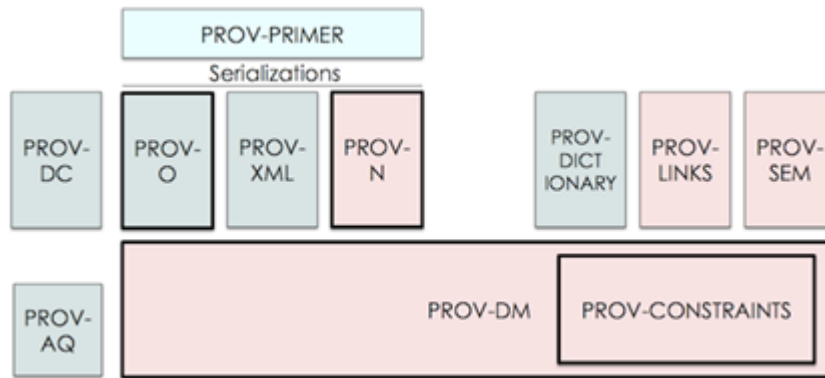 PROV-PRIMER
Serializations
PROV-
DC
PROV-
O
PROV-
XML
PROV-
N
PROV-
DICT
IONARY
PROV-
LINKS
PROV-
SEM
PROV-
AQ
PROV-DM
PROV-CONSTRAINTS